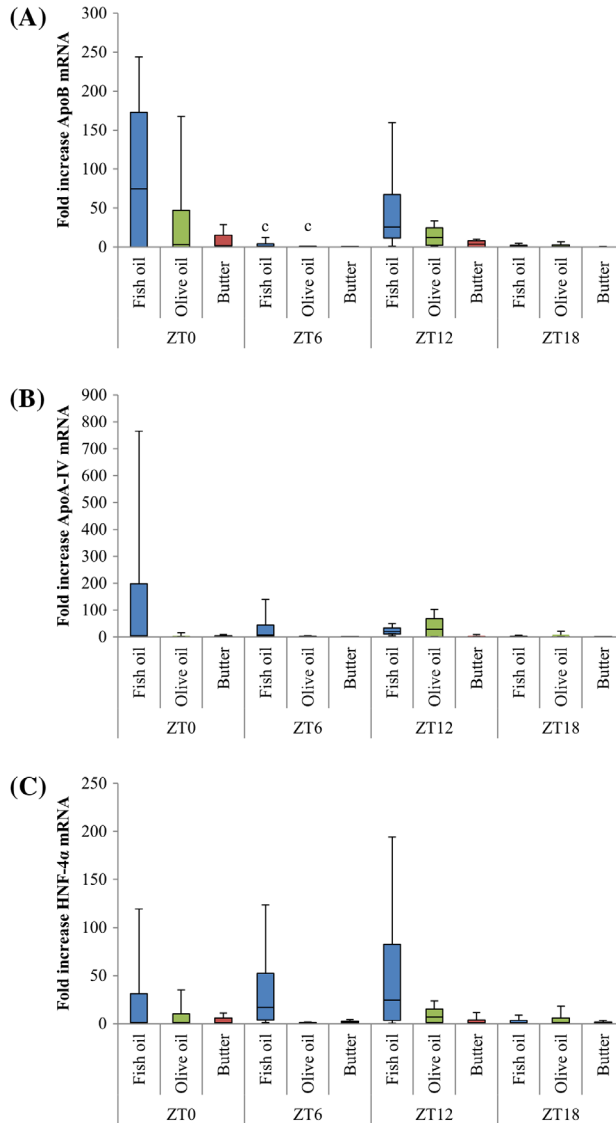 (A)
Fold increase ApoB mRNA
300
250
200
150
100
50
0
c c
Fish oil Olive oil Butter Fish oil Olive oil Butter Fish oil Olive oil Butter Fish oil Olive oil Butter
ZT0 ZT6 ZT12 ZT18
(B)
Fold increase ApoA-IV mRNA
900
800
700
600
500
400
300
200
100
0
Fish oil Olive oil Butter Fish oil Olive oil Butter Fish oil Olive oil Butter Fish oil Olive oil Butter
ZT0 ZT6 ZT12 ZT18
(C)
Fold increase HNF-4α mRNA
250
200
150
100
50
0
Fish oil Olive oil Butter Fish oil Olive oil Butter Fish oil Olive oil Butter Fish oil Olive oil Butter
ZT0 ZT6 ZT12 ZT18